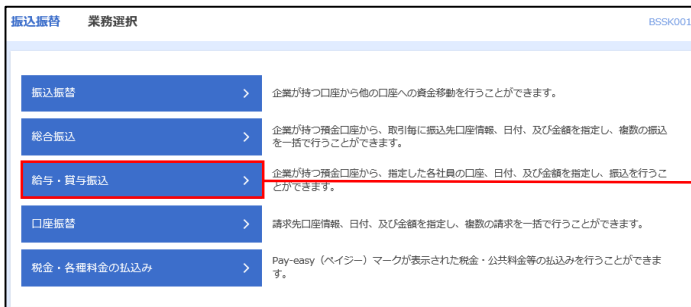 振込振替 業務選択 BSSK001
振込振替 企業が持つ口座から他の口座への資金移動を行うことができます。
総合振込 企業が持つ預金口座から、取引毎に振込先口座情報、日付、及び金額を指定し、複数の振込
を一括で行うことができます。
給与・賞与振込 企業が持つ預金口座から、指定した各社員の口座、日付、及び金額を指定し、振込を行うこ
とができます。
口座振替 請求先口座情報、日付、及び金額を指定し、複数の請求を一括で行うことができます。
税金・各種料金の払込み Pay-easy（ペイジー）マークが表示された税金・公共料金等の払込みを行うことができま
す。